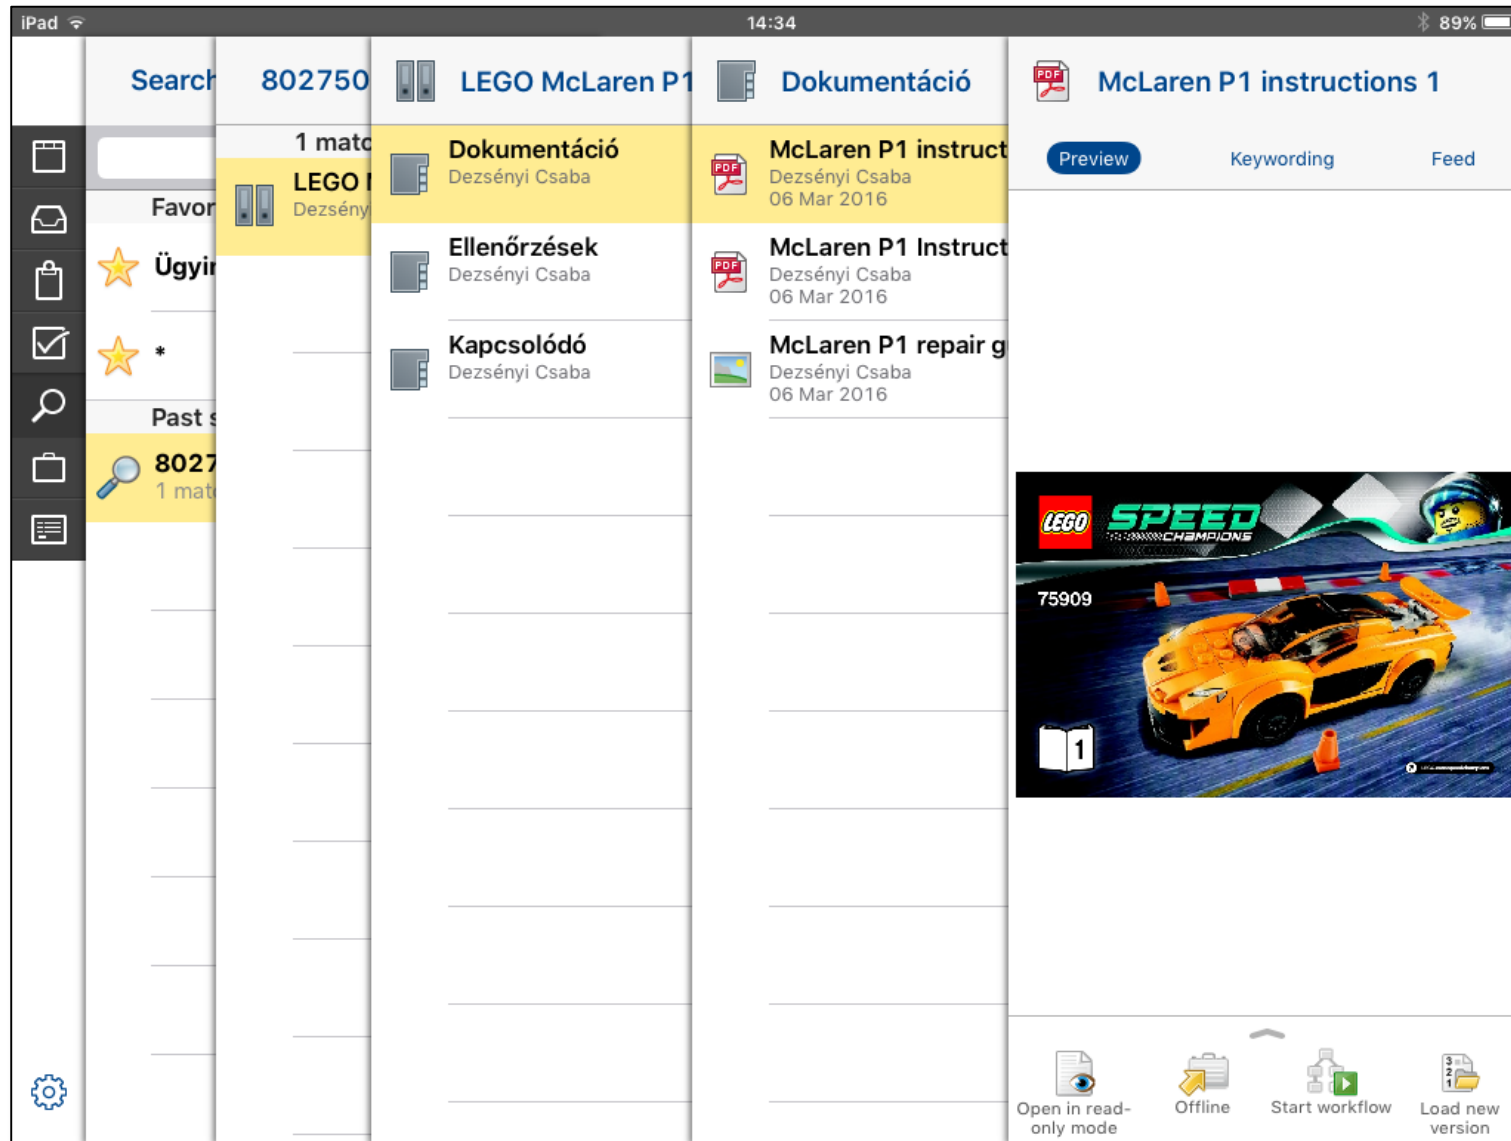 iPad
14:34
89%
Search
Favor
Ügyir
*
Past s
8027
1 mat
802750
1 matc
LEGO
Dezsényi
LEGO McLaren P1
Dokumentáció
Dezsényi Csaba
Ellenőrzések
Dezsényi Csaba
Kapcsolódó
Dezsényi Csaba
Dokumentáció
McLaren P1 instruct
Dezsényi Csaba
06 Mar 2016
McLaren P1 Instruct
Dezsényi Csaba
06 Mar 2016
McLaren P1 repair g
Dezsényi Csaba
06 Mar 2016
PDF
McLaren P1 instructions 1
Preview
Keywording
Feed
LEGO
SPEED
CHAMPIONS
75909
1
Open in read-
only mode
Offline
Start workflow
Load new
version